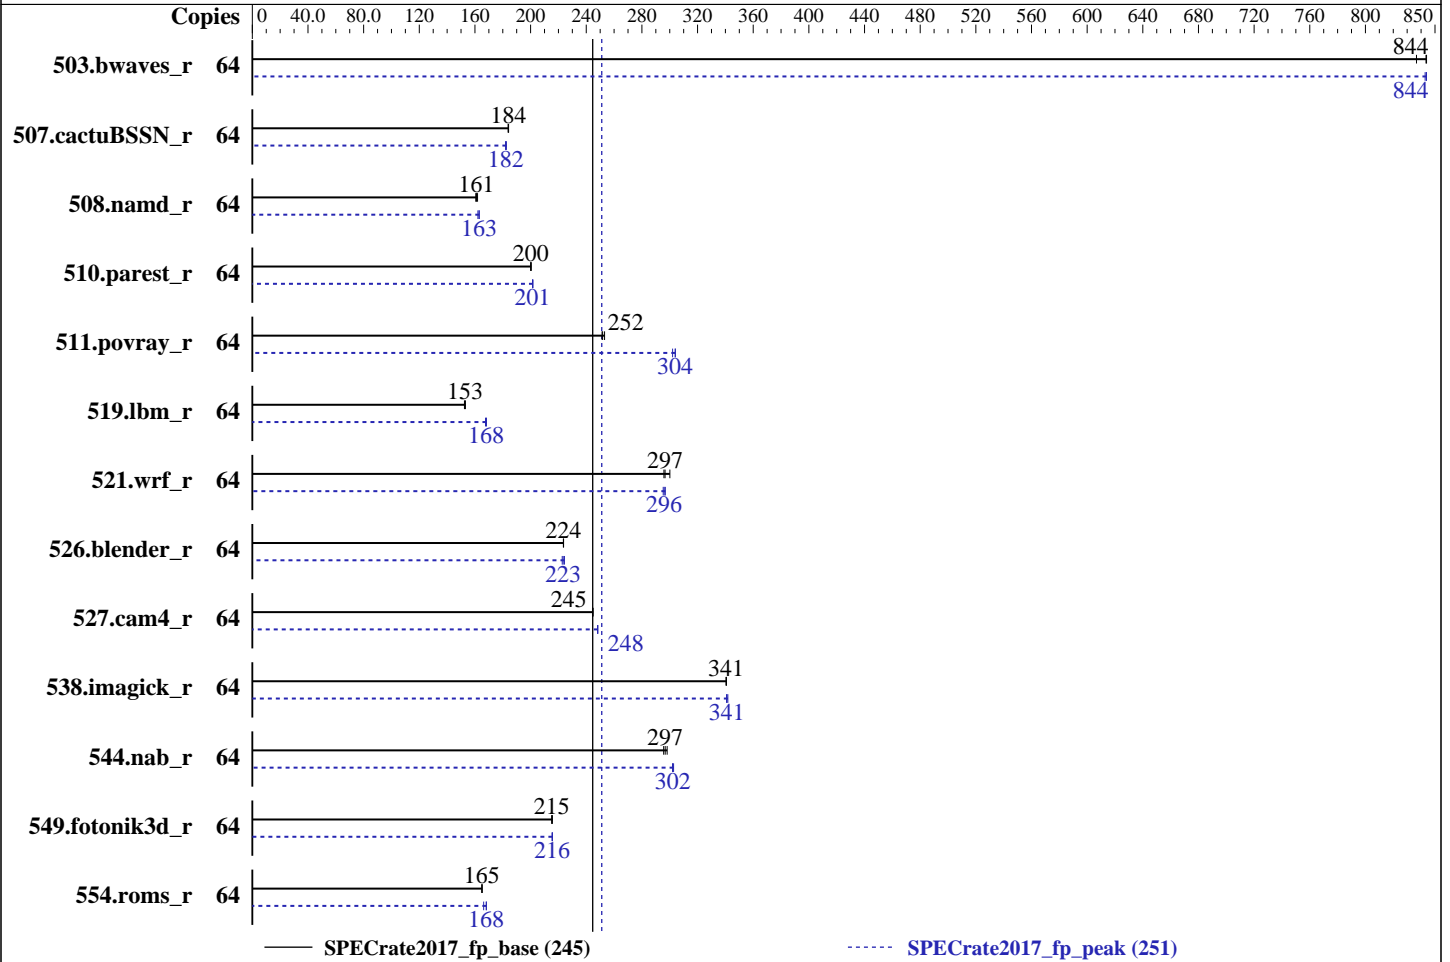 Copies 0 40.0 80.0 120 160 200 240 280 320 360 400 440 480 520 560 600 640 680 720 760 800 850
844
503.bwaves_r 64
844
184
507.cactuBSSN_r 64
182
161
508.namd_r 64
163
200
510.parest_r 64
201
252
511.povray_r 64
304
153
519.lbm_r 64
168
297
521.wrf_r 64
296
224
526.blender_r 64
223
245
527.cam4_r 64
248
341
538.imagick_r 64
341
297
544.nab_r 64
302
215
549.fotonik3d_r 64
216
165
554.roms_r 64
168
SPECrate2017_fp_base (245) SPECrate2017_fp_peak (251)